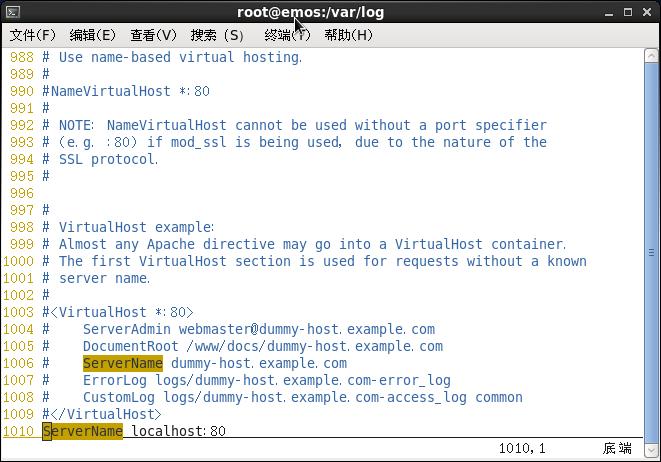 root@emos:/var/log
文件(F) 编辑(E) 查看(V) 搜索 (S) 终端(T) 帮助(H)
988 # Use name-based virtual hosting.
989 #
990 #NameVirtualHost *:80
991 #
992 # NOTE: NameVirtualHost cannot be used without a port specifier
993 # (e.g. :80) if mod_ssl is being used, due to the nature of the
994 # SSL protocol.
995 #
996
997 #
998 # VirtualHost example:
999 # Almost any Apache directive may go into a VirtualHost container.
1000 # The first VirtualHost section is used for requests without a known
1001 # server name.
1002 #
1003 #<VirtualHost *:80>
1004 #    ServerAdmin webmaster@dummy-host.example.com
1005 #    DocumentRoot /www/docs/dummy-host.example.com
1006 #    ServerName dummy-host.example.com
1007 #    ErrorLog logs/dummy-host.example.com-error_log
1008 #    CustomLog logs/dummy-host.example.com-access_log common
1009 #</VirtualHost>
1010 ServerName localhost:80
1010,1 底端